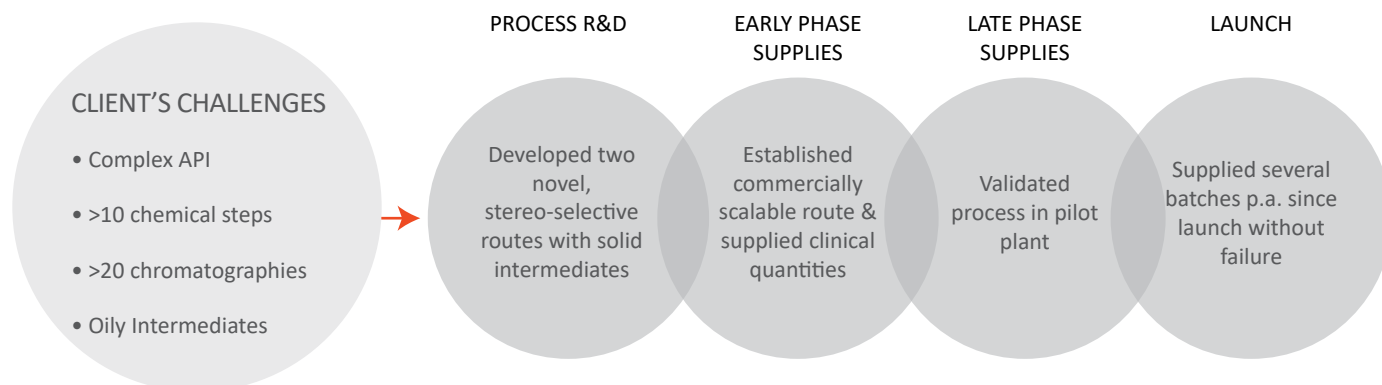 CLIENT'S CHALLENGES
• Complex API
• >10 chemical steps
• >20 chromatographies
• Oily Intermediates
PROCESS R&D
Developed two
novel,
stereo-selective
routes with solid
intermediates
EARLY PHASE
SUPPLIES
Established
commercially
scalable route &
supplied clinical
quantities
LATE PHASE
SUPPLIES
Validated
process in pilot
plant
LAUNCH
Supplied several
batches p.a. since
launch without
failure